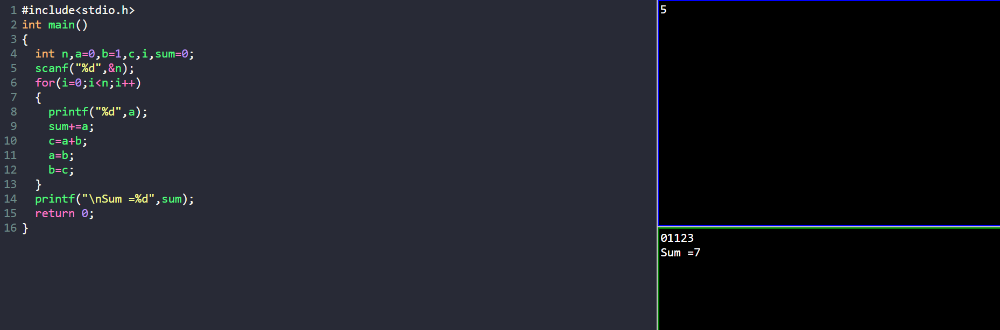 1 #include<stdio.h>
2 int main()
3 {
4   int n,a=0,b=1,c,i,sum=0;
5   scanf("%d",&n);
6   for(i=0;i<n;i++)
7   {
8     printf("%d",a);
9     sum+=a;
10     c=a+b;
11     a=b;
12     b=c;
13   }
14   printf("\nSum =%d",sum);
15   return 0;
16 }
5
01123
Sum =7